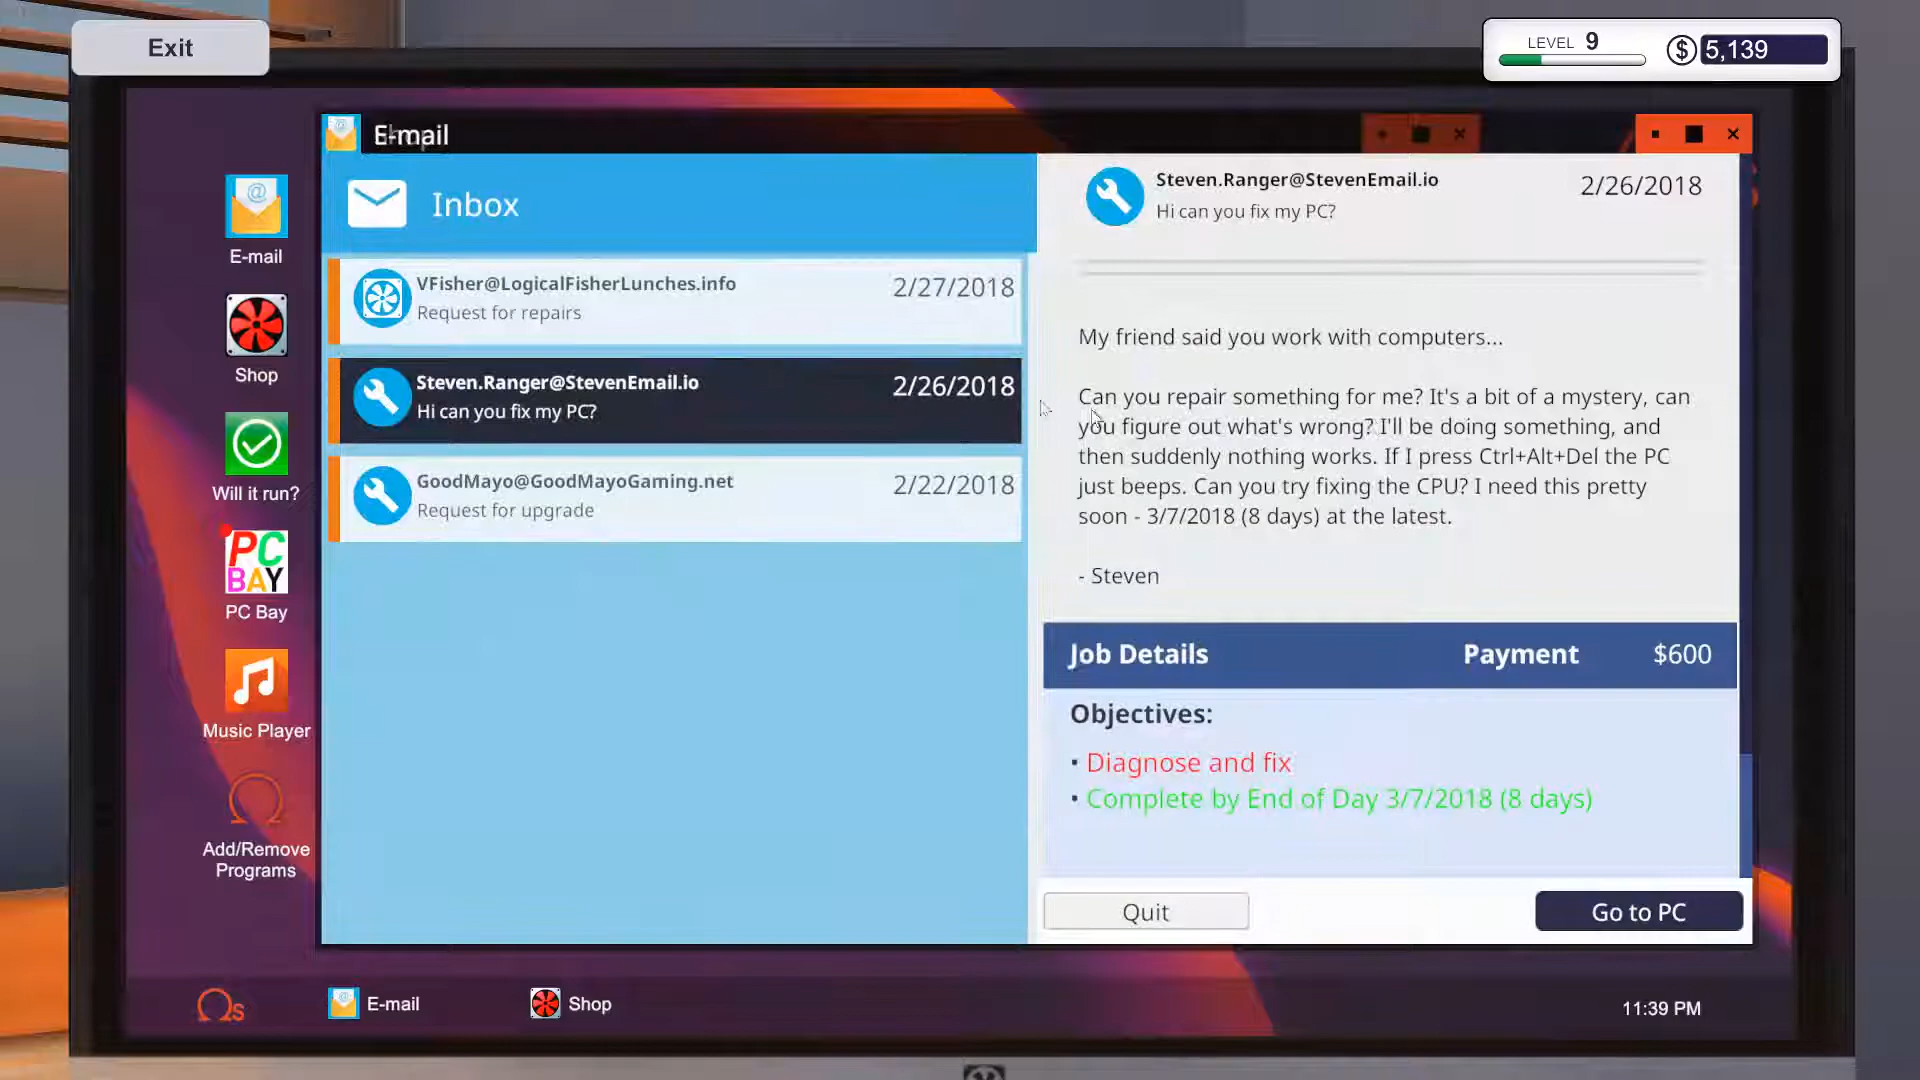 Exit
LEVEL 9
$ 5,139
E-mail
Inbox
VFisher@LogicalFisherLunches.info
2/27/2018
Request for repairs
Steven.Ranger@StevenEmail.io
2/26/2018
Hi can you fix my PC?
GoodMayo@GoodMayoGaming.net
2/22/2018
Request for upgrade
Steven.Ranger@StevenEmail.io
2/26/2018
Hi can you fix my PC?
My friend said you work with computers...
Can you repair something for me? It's a bit of a mystery, can
you figure out what's wrong? I'll be doing something, and
then suddenly nothing works. If I press Ctrl+Alt+Del the PC
just beeps. Can you try fixing the CPU? I need this pretty
soon - 3/7/2018 (8 days) at the latest.
- Steven
Job Details Payment $600
Objectives:
• Diagnose and fix
• Complete by End of Day 3/7/2018 (8 days)
Quit
Go to PC
E-mail
Shop
Will it run?
PC
BAY
PC Bay
Music Player
Add/Remove
Programs
Ωs
E-mail
Shop
11:39 PM